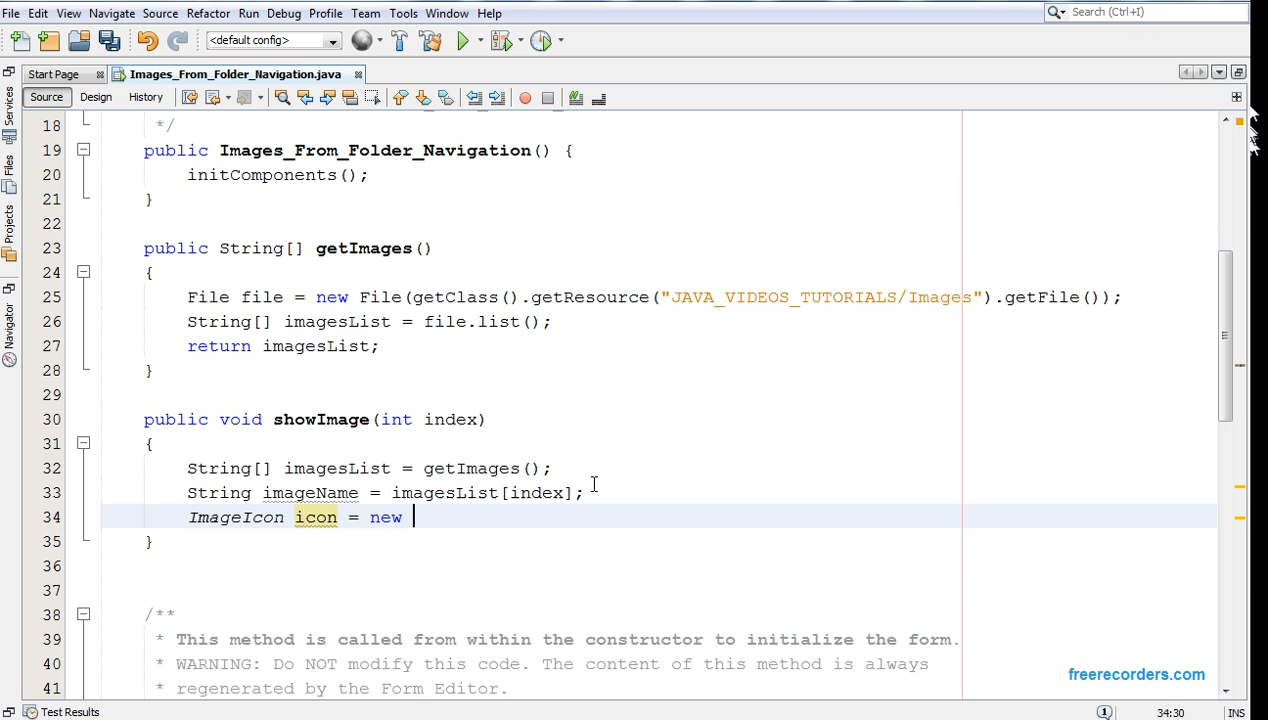 File Edit View Navigate Source Refactor Run Debug Profile Team Tools Window Help
Search (Ctrl+I)
<default config>
Start Page Images_From_Folder_Navigation.java
Source Design History
Services
Files
Projects
Navigator
18 */
19 public Images_From_Folder_Navigation() {
20 initComponents();
21 }
22
23 public String[] getImages()
24 {
25 File file = new File(getClass().getResource("JAVA_VIDEOS_TUTORIALS/Images").getFile());
26 String[] imagesList = file.list();
27 return imagesList;
28 }
29
30 public void showImage(int index)
31 {
32 String[] imagesList = getImages();
33 String imageName = imagesList[index];
34 ImageIcon icon = new
35 }
36
37
38 /**
39 * This method is called from within the constructor to initialize the form.
40 * WARNING: Do NOT modify this code. The content of this method is always
41 * regenerated by the Form Editor.
freerecorders.com
Test Results 1 34:30 INS